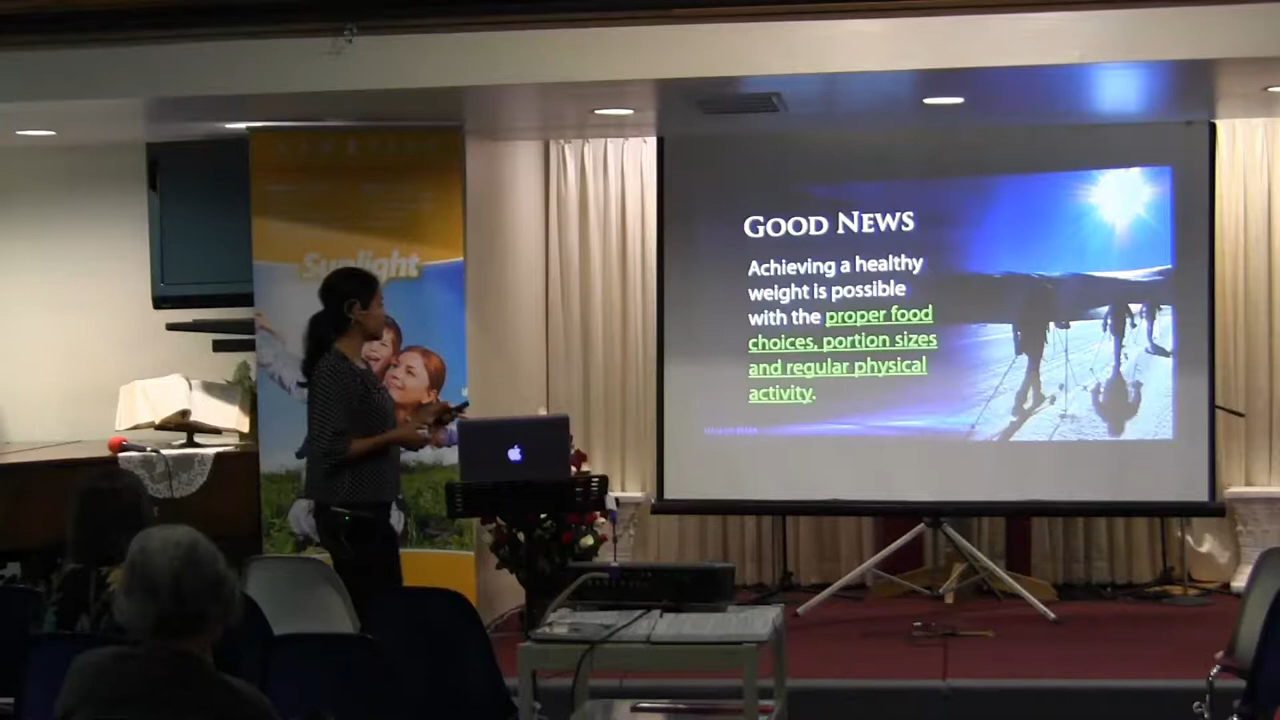 Sunlight
GOOD NEWS
Achieving a healthy
weight is possible
with the proper food
choices, portion sizes
and regular physical
activity.